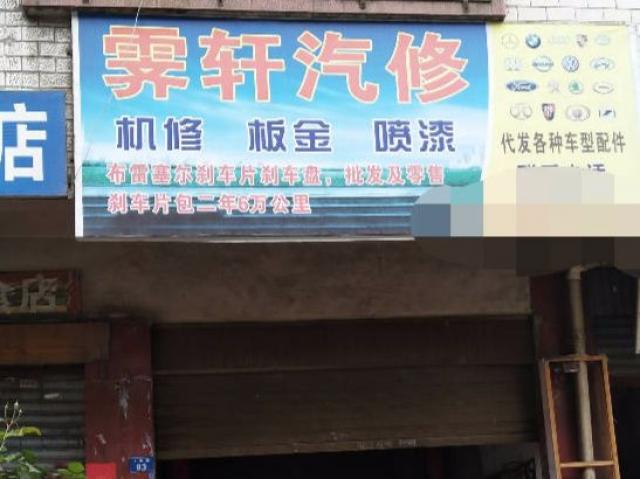 霁轩汽修
机修 板金 喷漆
布雷塞尔刹车片刹车盘，批发及零售
刹车片包二年6万公里
代发各种车型配件
店
店
83